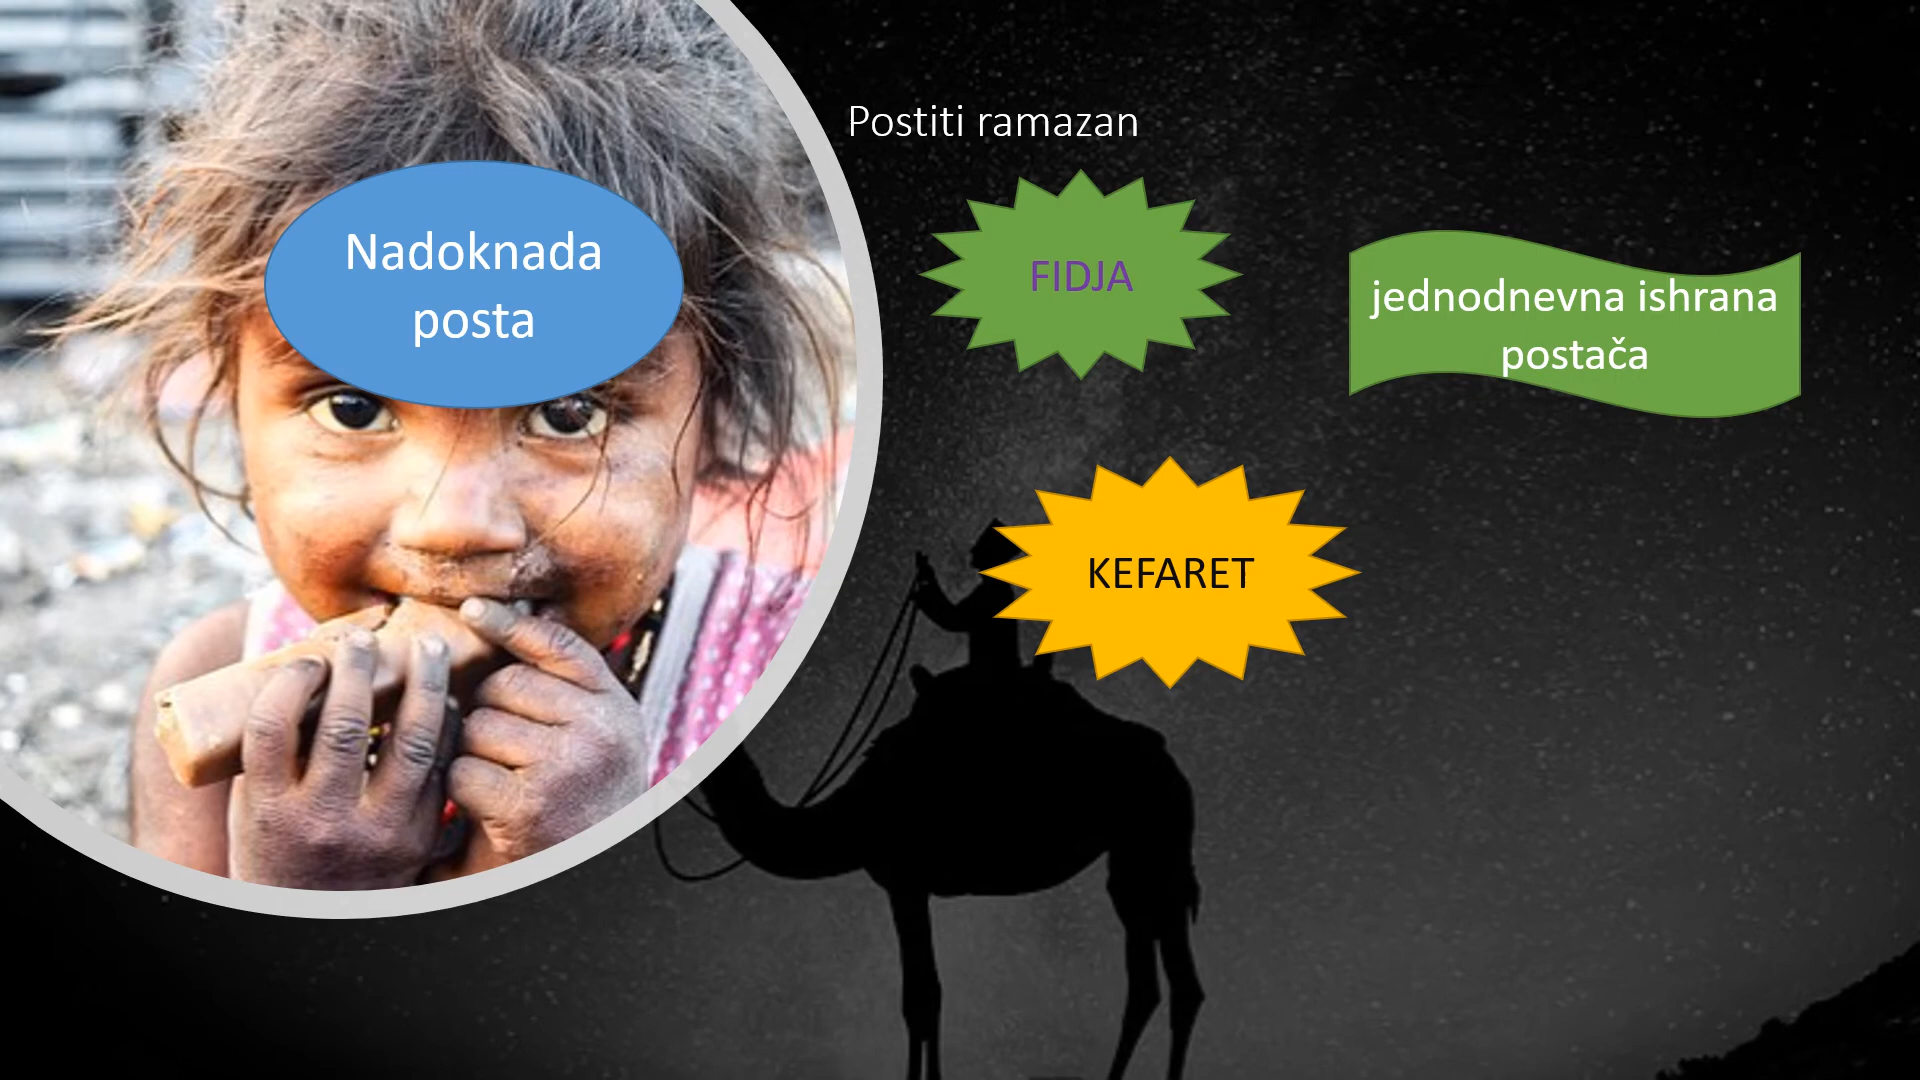 Postiti ramazan
Nadoknada
posta
FIDJA
jednodnevna ishrana
postača
KEFARET